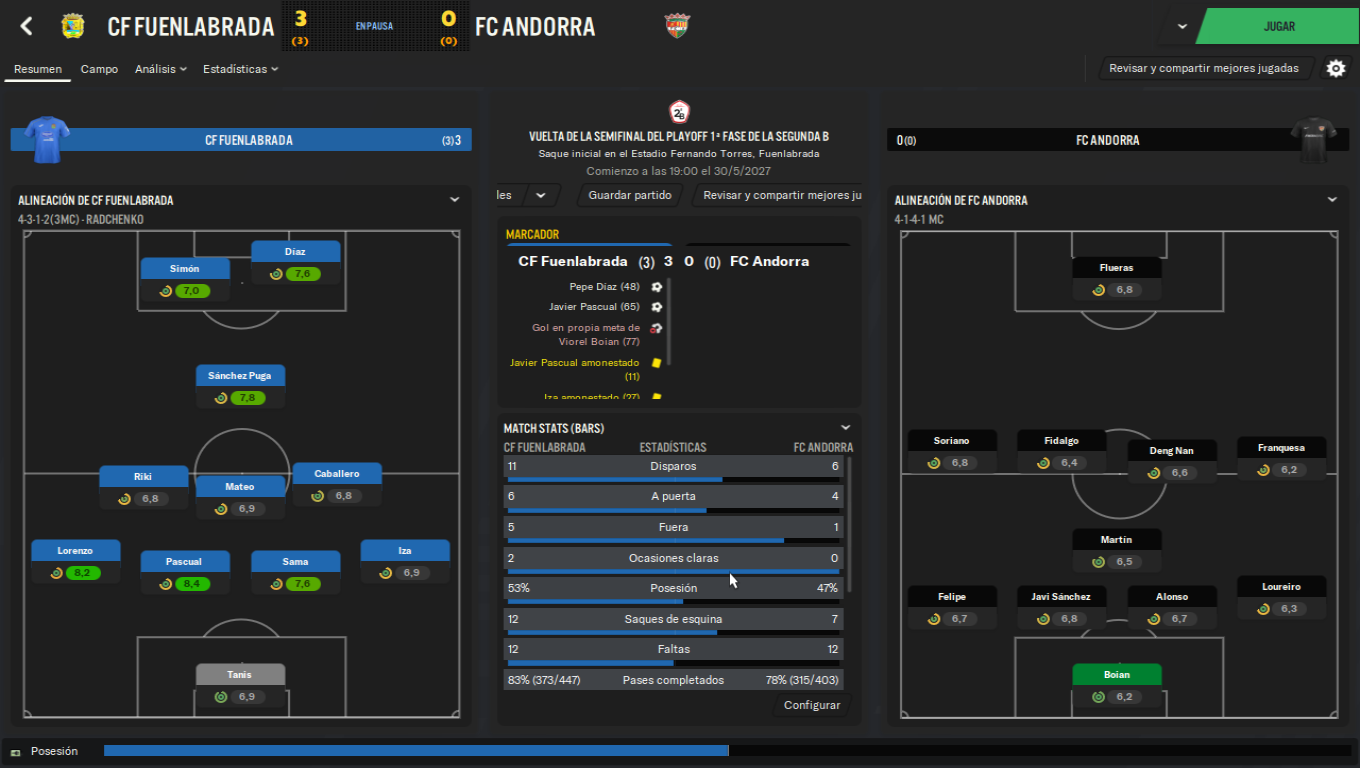 CF FUENLABRADA
3
(3)
EN PAUSA
0
(0)
FC ANDORRA
JUGAR
Resumen
Campo
Análisis
Estadísticas
Revisar y compartir mejores jugadas
CF FUENLABRADA
(3) 3
2ªB
VUELTA DE LA SEMIFINAL DEL PLAYOFF 1ª FASE DE LA SEGUNDA B
Saque inicial en el Estadio Fernando Torres, Fuenlabrada
Comienzo a las 19:00 el 30/5/2027
0 (0)
FC ANDORRA
les
Guardar partido
Revisar y compartir mejores ju
ALINEACIÓN DE CF FUENLABRADA
4-3-1-2(3MC) - RADCHENKO
Díaz
7,6
Simón
7,0
Sánchez Puga
7,8
Riki
6,8
Mateo
6,9
Caballero
6,8
Lorenzo
8,2
Pascual
8,4
Sama
7,6
Iza
6,9
Tanis
6,9
MARCADOR
CF Fuenlabrada (3) 3 0 (0) FC Andorra
Pepe Díaz (48)
Javier Pascual (65)
Gol en propia meta de
Viorel Boian (77)
Javier Pascual amonestado
(11)
Iza amonestado (27)
MATCH STATS (BARS)
CF FUENLABRADA ESTADÍSTICAS FC ANDORRA
11 Disparos 6
6 A puerta 4
5 Fuera 1
2 Ocasiones claras 0
53% Posesión 47%
12 Saques de esquina 7
12 Faltas 12
83% (373/447) Pases completados 78% (315/403)
Configurar
ALINEACIÓN DE FC ANDORRA
4-1-4-1 MC
Flueras
6,8
Soriano
6,8
Fidalgo
6,4
Deng Nan
6,6
Franquesa
6,2
Martín
6,5
Felipe
6,7
Javi Sánchez
6,8
Alonso
6,7
Loureiro
6,3
Boian
6,2
Posesión